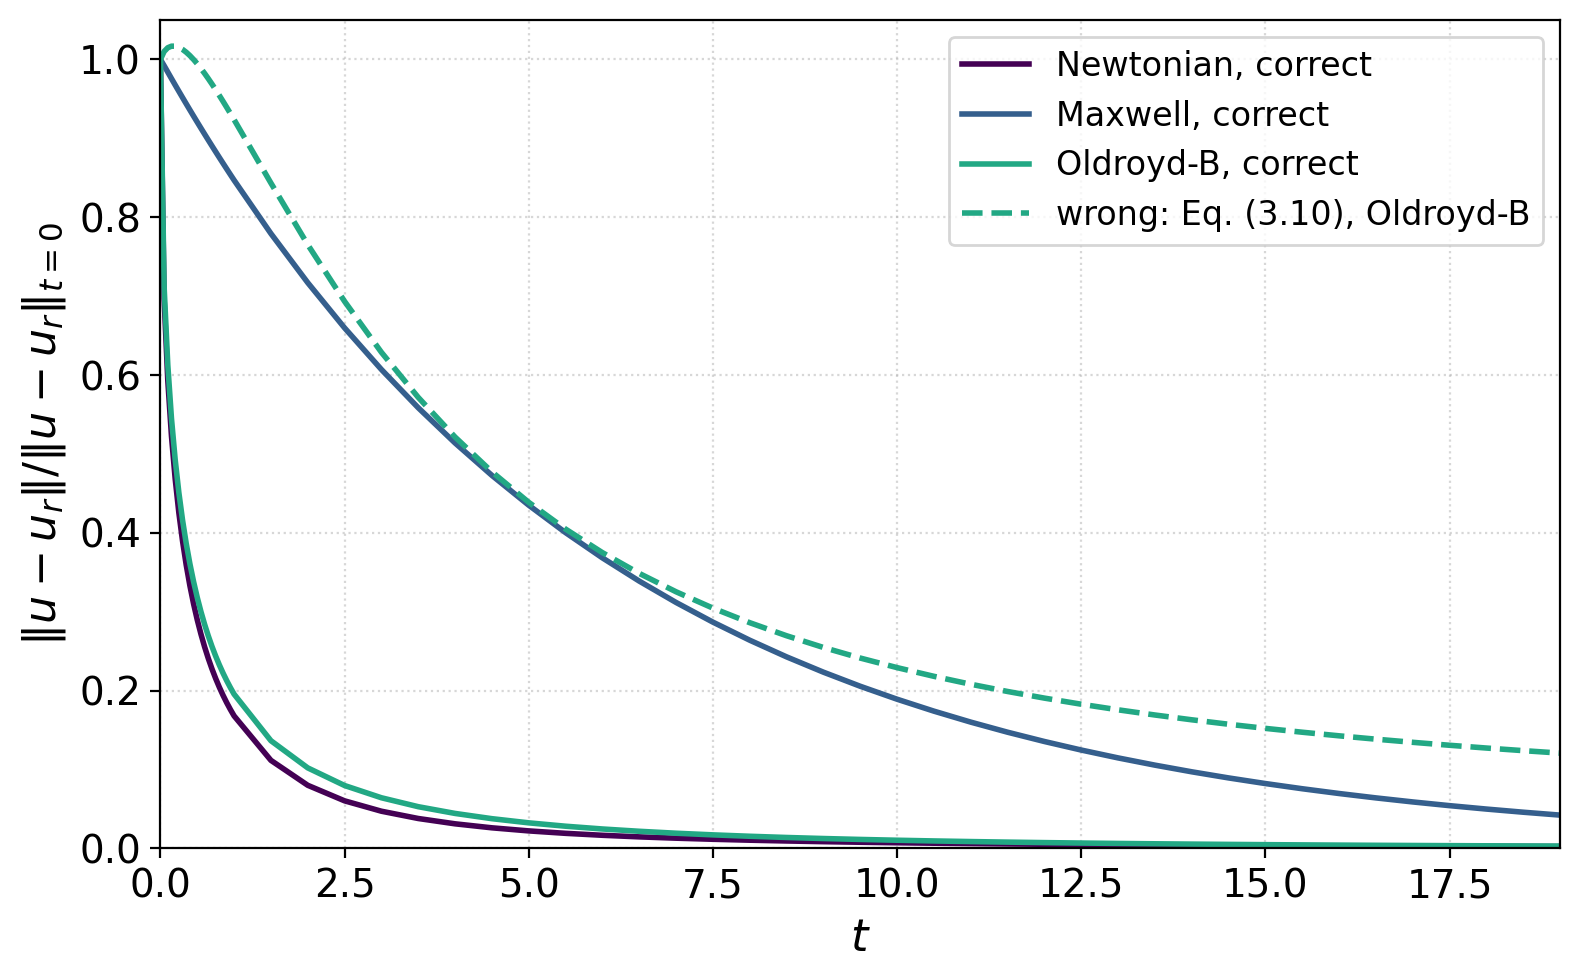 Newtonian, correct
Maxwell, correct
Oldroyd-B, correct
wrong: Eq. (3.10), Oldroyd-B
‖u − u_r‖/‖u − u_r‖_{t = 0}
1.0
0.8
0.6
0.4
0.2
0.0
0.0 2.5 5.0 7.5 10.0 12.5 15.0 17.5
t